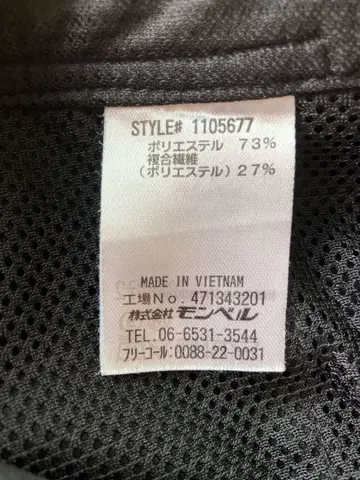 STYLE# 1105677
ポリエステル 73%
複合繊維
(ポリエステル) 27%
MADE IN VIETNAM
工場No. 471343201
株式会社 モンベル
TEL. 06-6531-3544
フリーコール:0088-22-0031